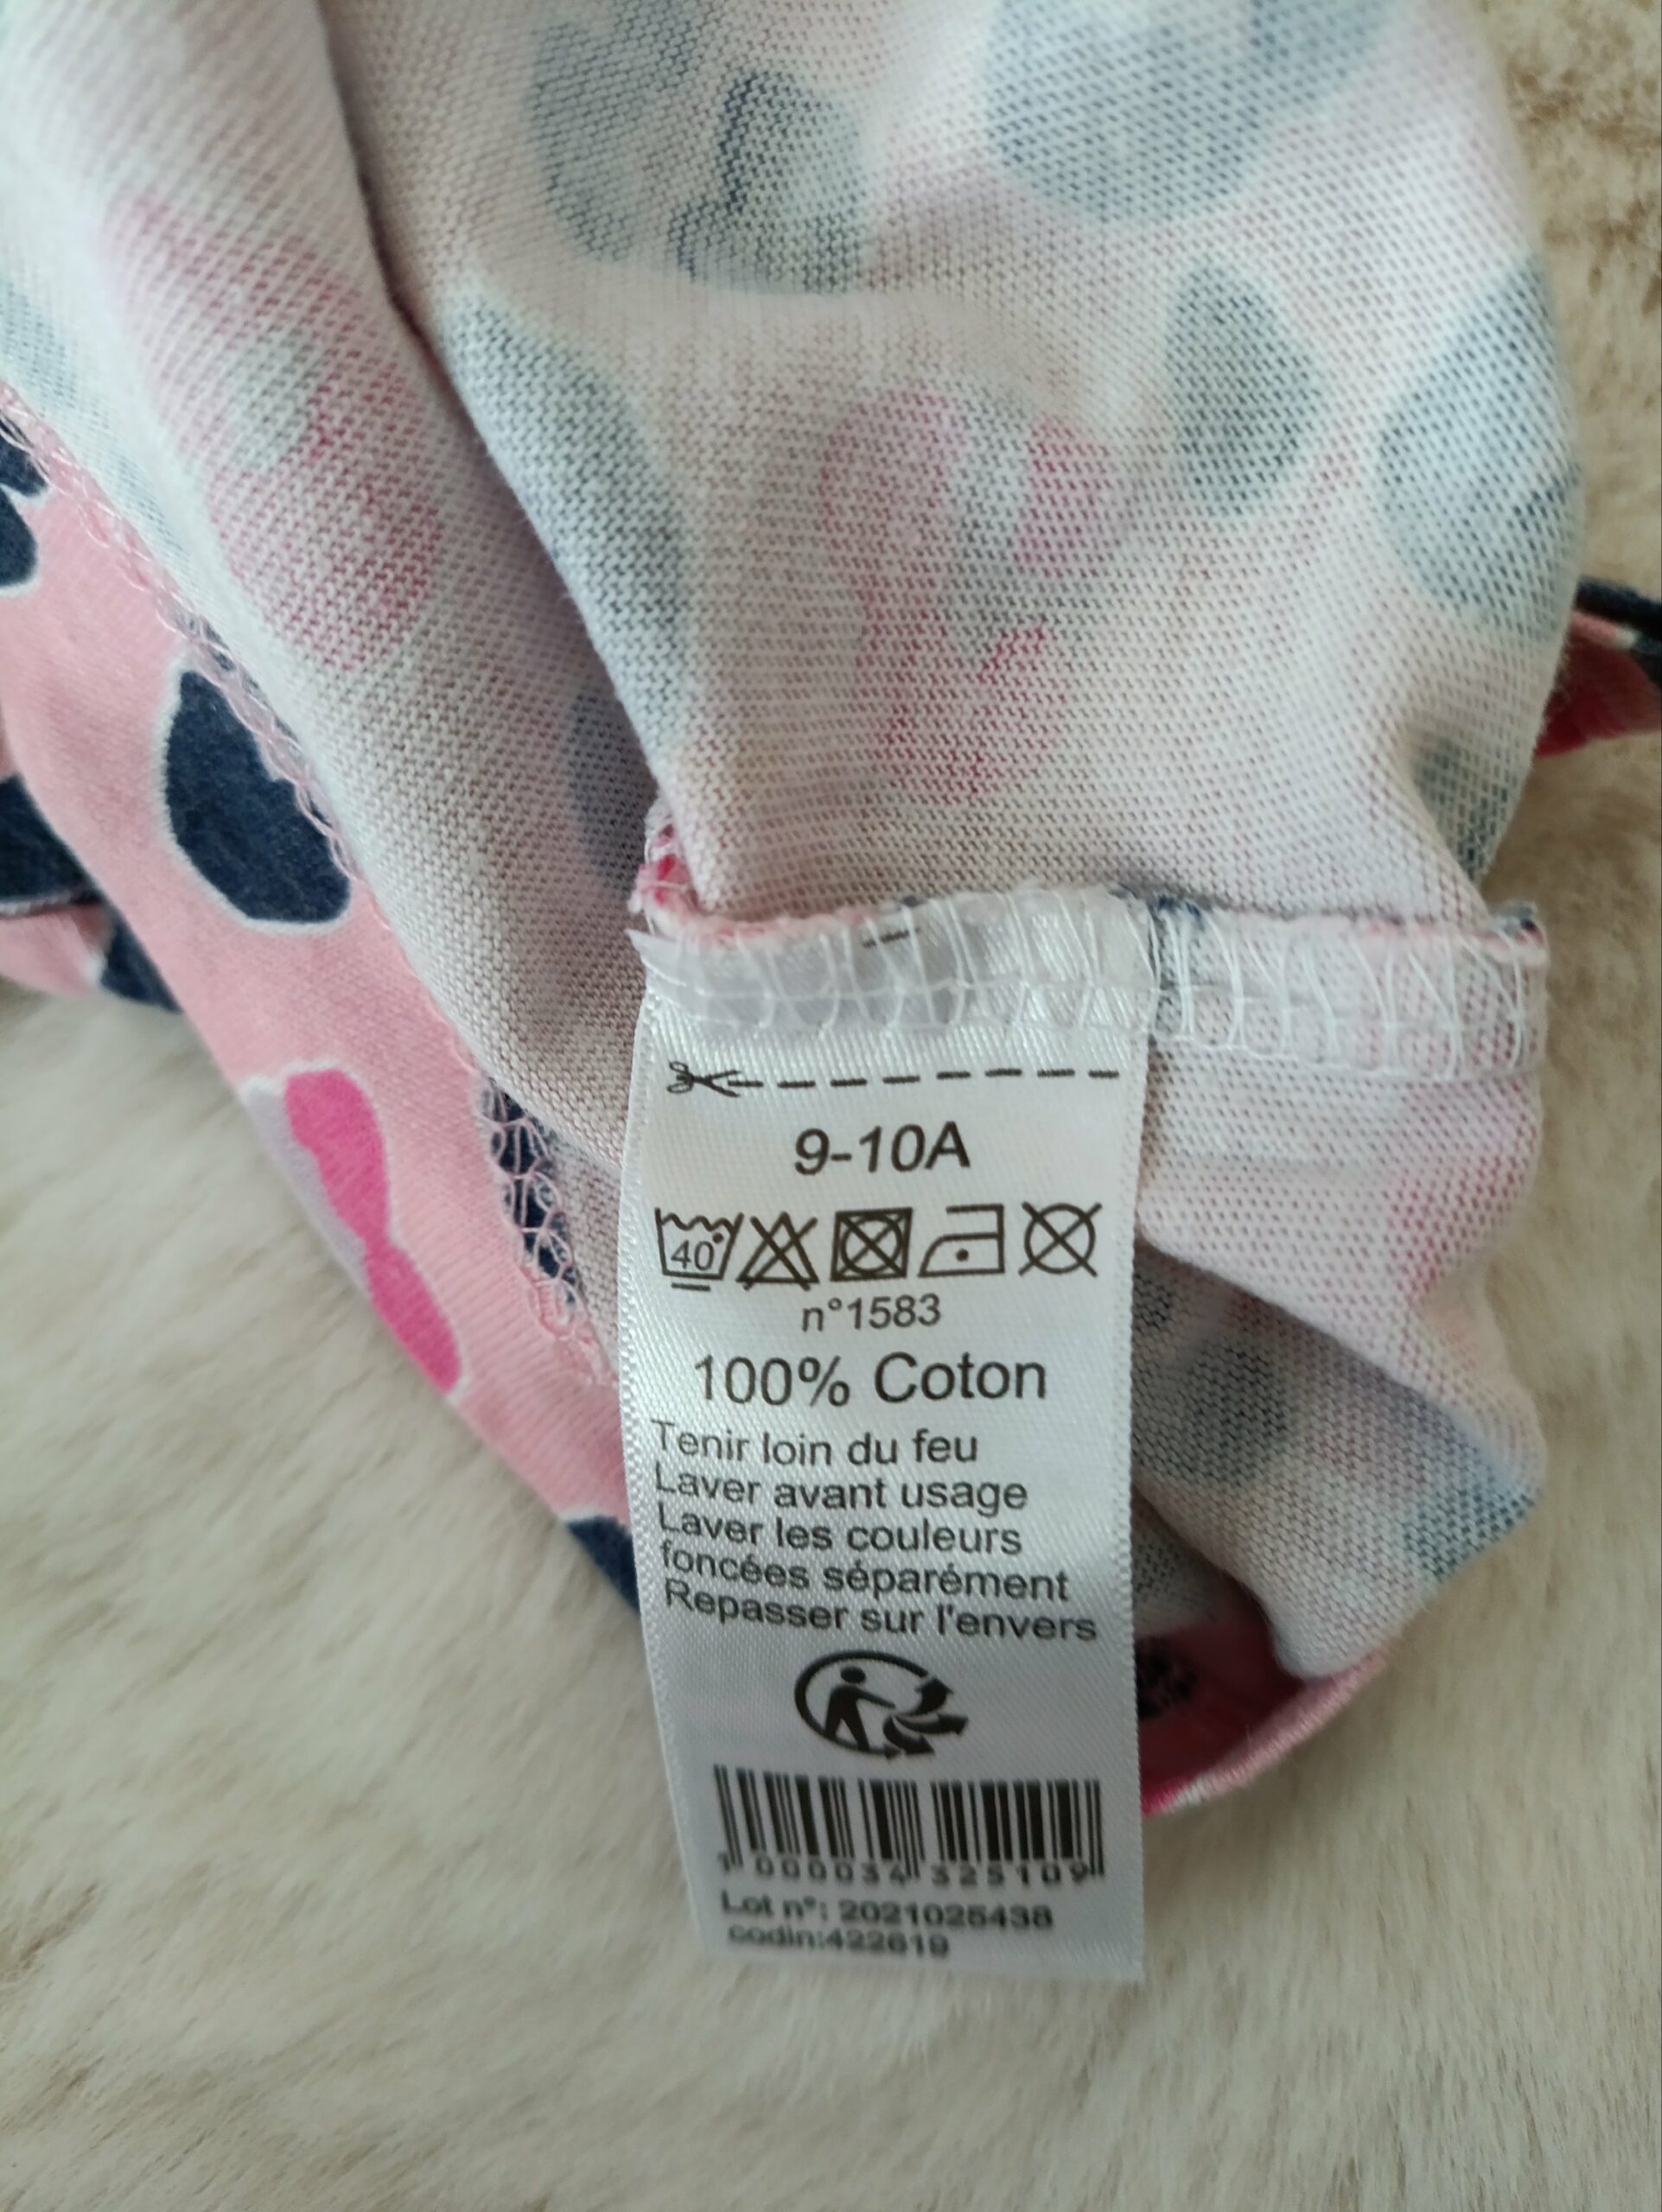 9-10A
40°
n°1583
100% Coton
Tenir loin du feu
Laver avant usage
Laver les couleurs
foncées séparément
Repasser sur l'envers
1 000034 325109
Lot n°: 2021025438
codin:422619